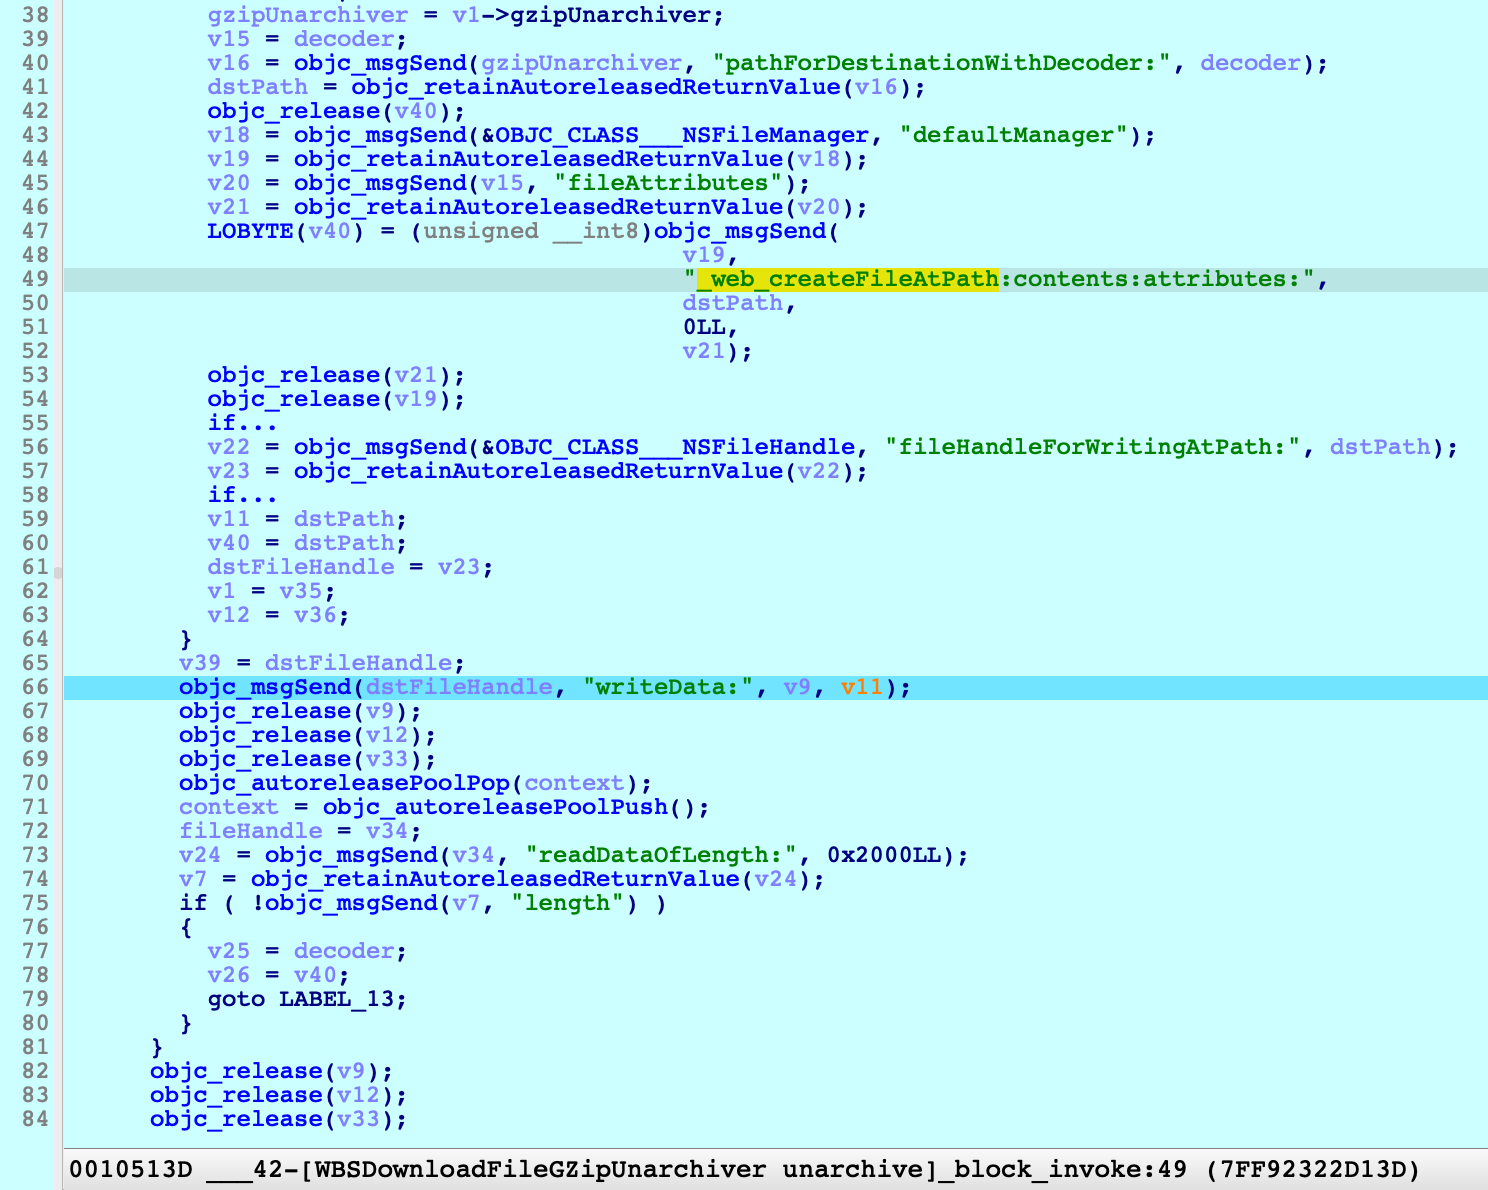 38 gzipUnarchiver = v1->gzipUnarchiver;
39 v15 = decoder;
40 v16 = objc_msgSend(gzipUnarchiver, "pathForDestinationWithDecoder:", decoder);
41 dstPath = objc_retainAutoreleasedReturnValue(v16);
42 objc_release(v40);
43 v18 = objc_msgSend(&OBJC_CLASS___NSFileManager, "defaultManager");
44 v19 = objc_retainAutoreleasedReturnValue(v18);
45 v20 = objc_msgSend(v15, "fileAttributes");
46 v21 = objc_retainAutoreleasedReturnValue(v20);
47 LOBYTE(v40) = (unsigned __int8)objc_msgSend(
48 v19,
49 "_web_createFileAtPath:contents:attributes:",
50 dstPath,
51 0LL,
52 v21);
53 objc_release(v21);
54 objc_release(v19);
55 if...
56 v22 = objc_msgSend(&OBJC_CLASS___NSFileHandle, "fileHandleForWritingAtPath:", dstPath);
57 v23 = objc_retainAutoreleasedReturnValue(v22);
58 if...
59 v11 = dstPath;
60 v40 = dstPath;
61 dstFileHandle = v23;
62 v1 = v35;
63 v12 = v36;
64 }
65 v39 = dstFileHandle;
66 objc_msgSend(dstFileHandle, "writeData:", v9, v11);
67 objc_release(v9);
68 objc_release(v12);
69 objc_release(v33);
70 objc_autoreleasePoolPop(context);
71 context = objc_autoreleasePoolPush();
72 fileHandle = v34;
73 v24 = objc_msgSend(v34, "readDataOfLength:", 0x2000LL);
74 v7 = objc_retainAutoreleasedReturnValue(v24);
75 if ( !objc_msgSend(v7, "length") )
76 {
77 v25 = decoder;
78 v26 = v40;
79 goto LABEL_13;
80 }
81 }
82 objc_release(v9);
83 objc_release(v12);
84 objc_release(v33);
0010513D ___42-[WBSDownloadFileGZipUnarchiver unarchive]_block_invoke:49 (7FF92322D13D)